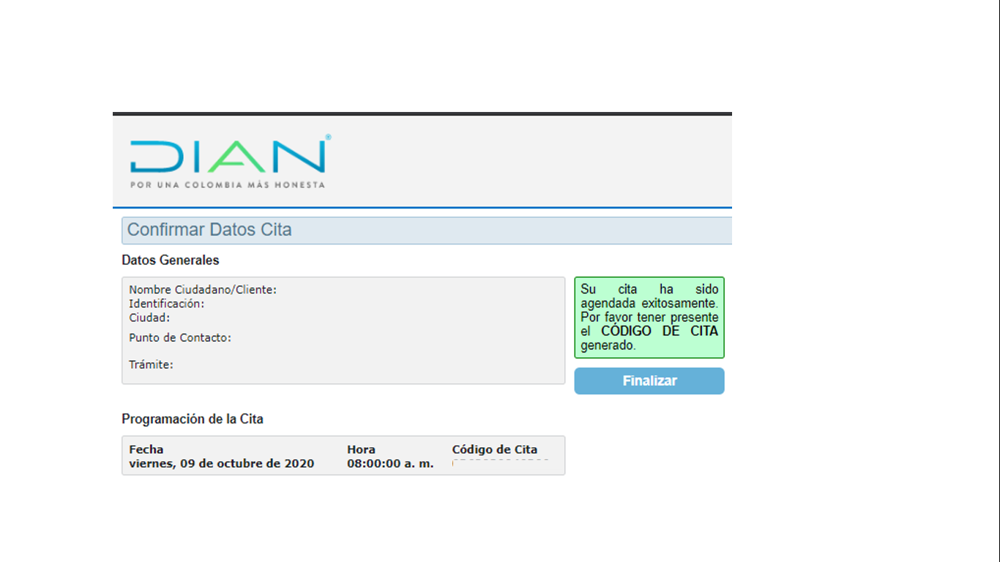 DIAN®
POR UNA COLOMBIA MÁS HONESTA
Confirmar Datos Cita
Datos Generales
Nombre Ciudadano/Cliente:
Identificación:
Ciudad:
Punto de Contacto:
Trámite:
Su cita ha sido
agendada exitosamente.
Por favor tener presente
el CÓDIGO DE CITA
generado.
Finalizar
Programación de la Cita
Fecha Hora Código de Cita
viernes, 09 de octubre de 2020 08:00:00 a. m.